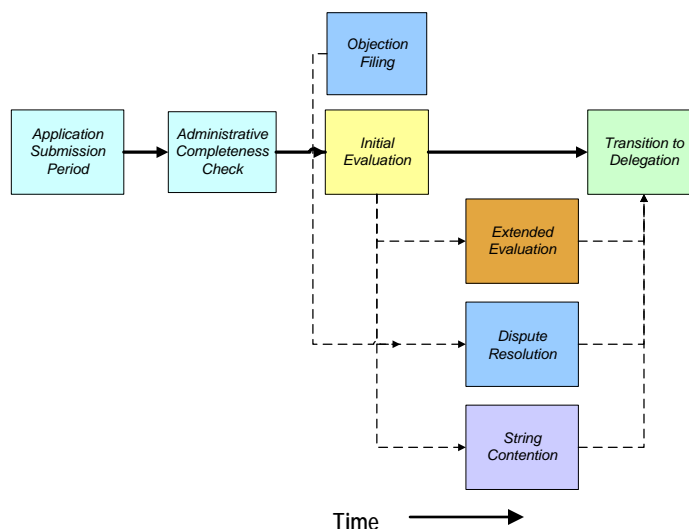 Objection
Filing
Application
Submission
Period
Administrative
Completeness
Check
Initial
Evaluation
Transition to
Delegation
Extended
Evaluation
Dispute
Resolution
String
Contention
Time